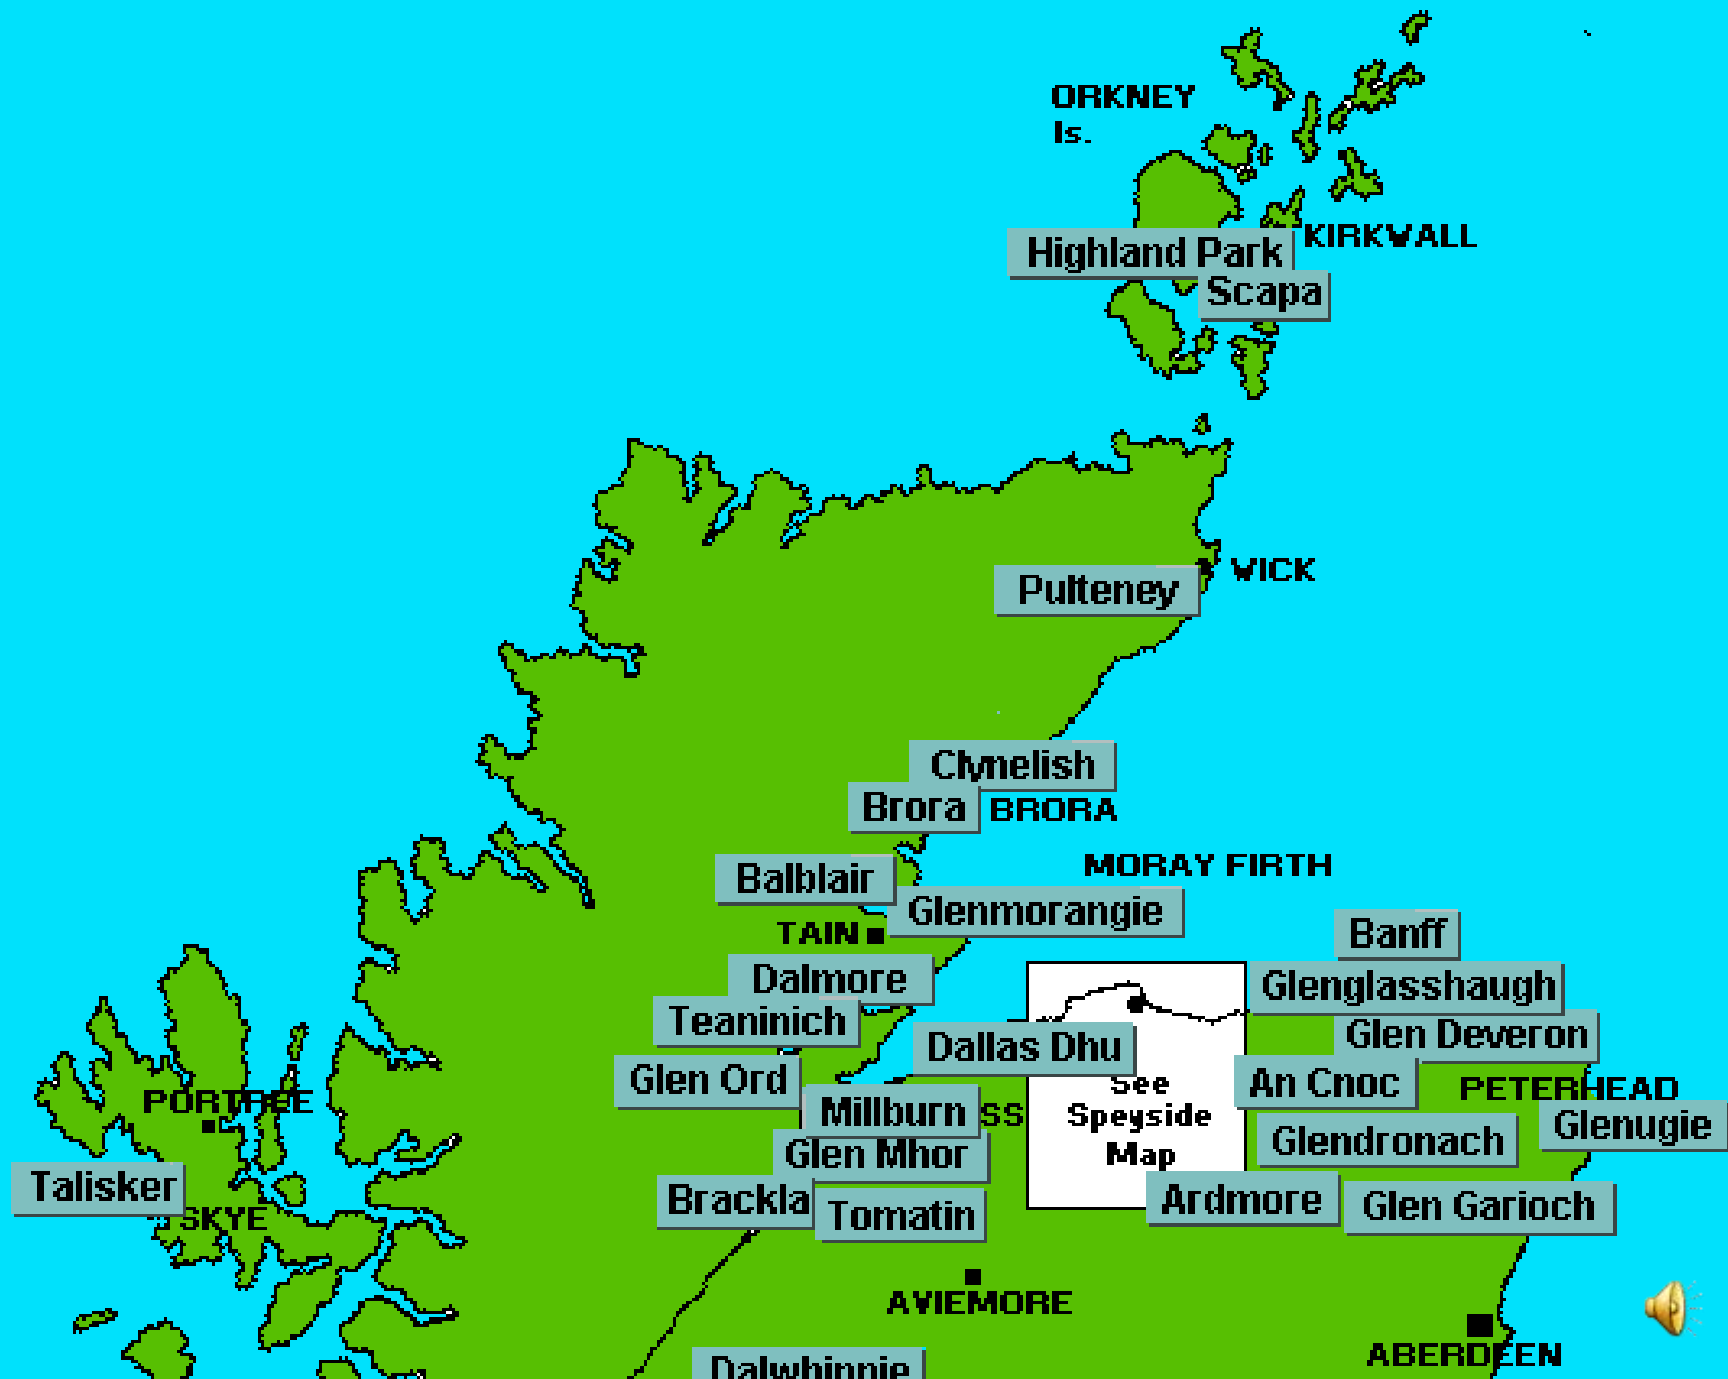 ORKNEY
Is.
KIRKWALL
Highland Park
Scapa
WICK
Pulteney
Clynelish
Brora
BRORA
MORAY FIRTH
Balblair
Glenmorangie
TAIN
Banff
Dalmore
Glenglasshaugh
Teaninich
Glen Deveron
Dallas Dhu
Glen Ord
An Cnoc
See
Speyside
Map
PETERHEAD
PORTREE
Millburn
SS
Glenugie
Glendronach
Glen Mhor
Talisker
Brackla
Tomatin
Ardmore
Glen Garioch
SKYE
AVIEMORE
ABERDEEN
Dalwhinnie